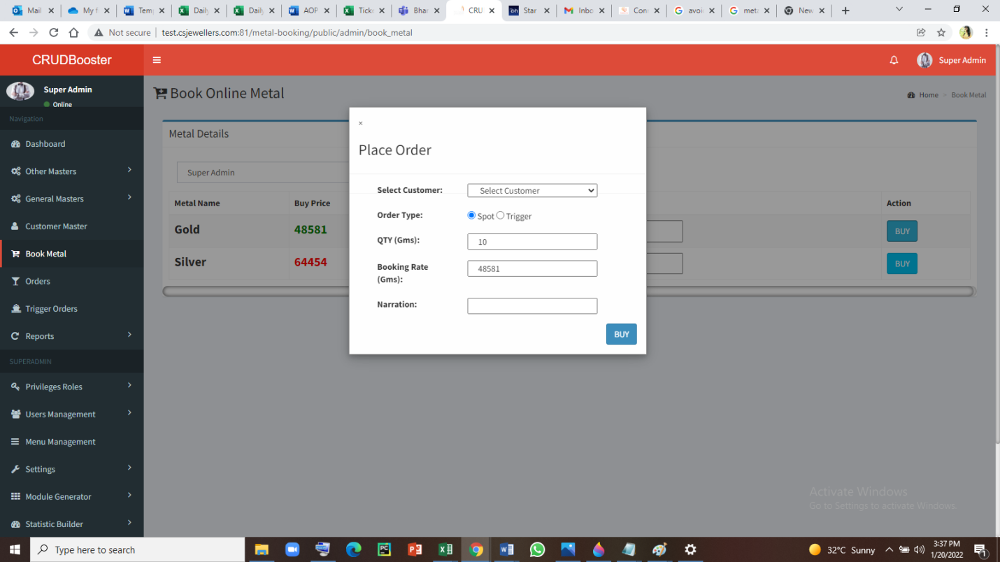 Mail
My f
Temp
Daily
Daily
AOP
Ticke
Bhar
CRU
Star
Inbo
Conr
avoi
meta
New
Not secure | test.csjewellers.com:81/metal-booking/public/admin/book_metal
CRUDBooster
Super Admin
Super Admin
Online
Navigation
Dashboard
Other Masters
General Masters
Customer Master
Book Metal
Orders
Trigger Orders
Reports
SUPERADMIN
Privileges Roles
Users Management
Menu Management
Settings
Module Generator
Statistic Builder
Book Online Metal
Home > Book Metal
Metal Details
Super Admin
Metal Name Buy Price Action
Gold 48581 BUY
Silver 64454 BUY
×
Place Order
Select Customer: Select Customer
Order Type: Spot Trigger
QTY (Gms): 10
Booking Rate (Gms): 48581
Narration:
BUY
Activate Windows
Go to Settings to activate Windows.
Type here to search
32°C Sunny
3:37 PM
1/20/2022
1